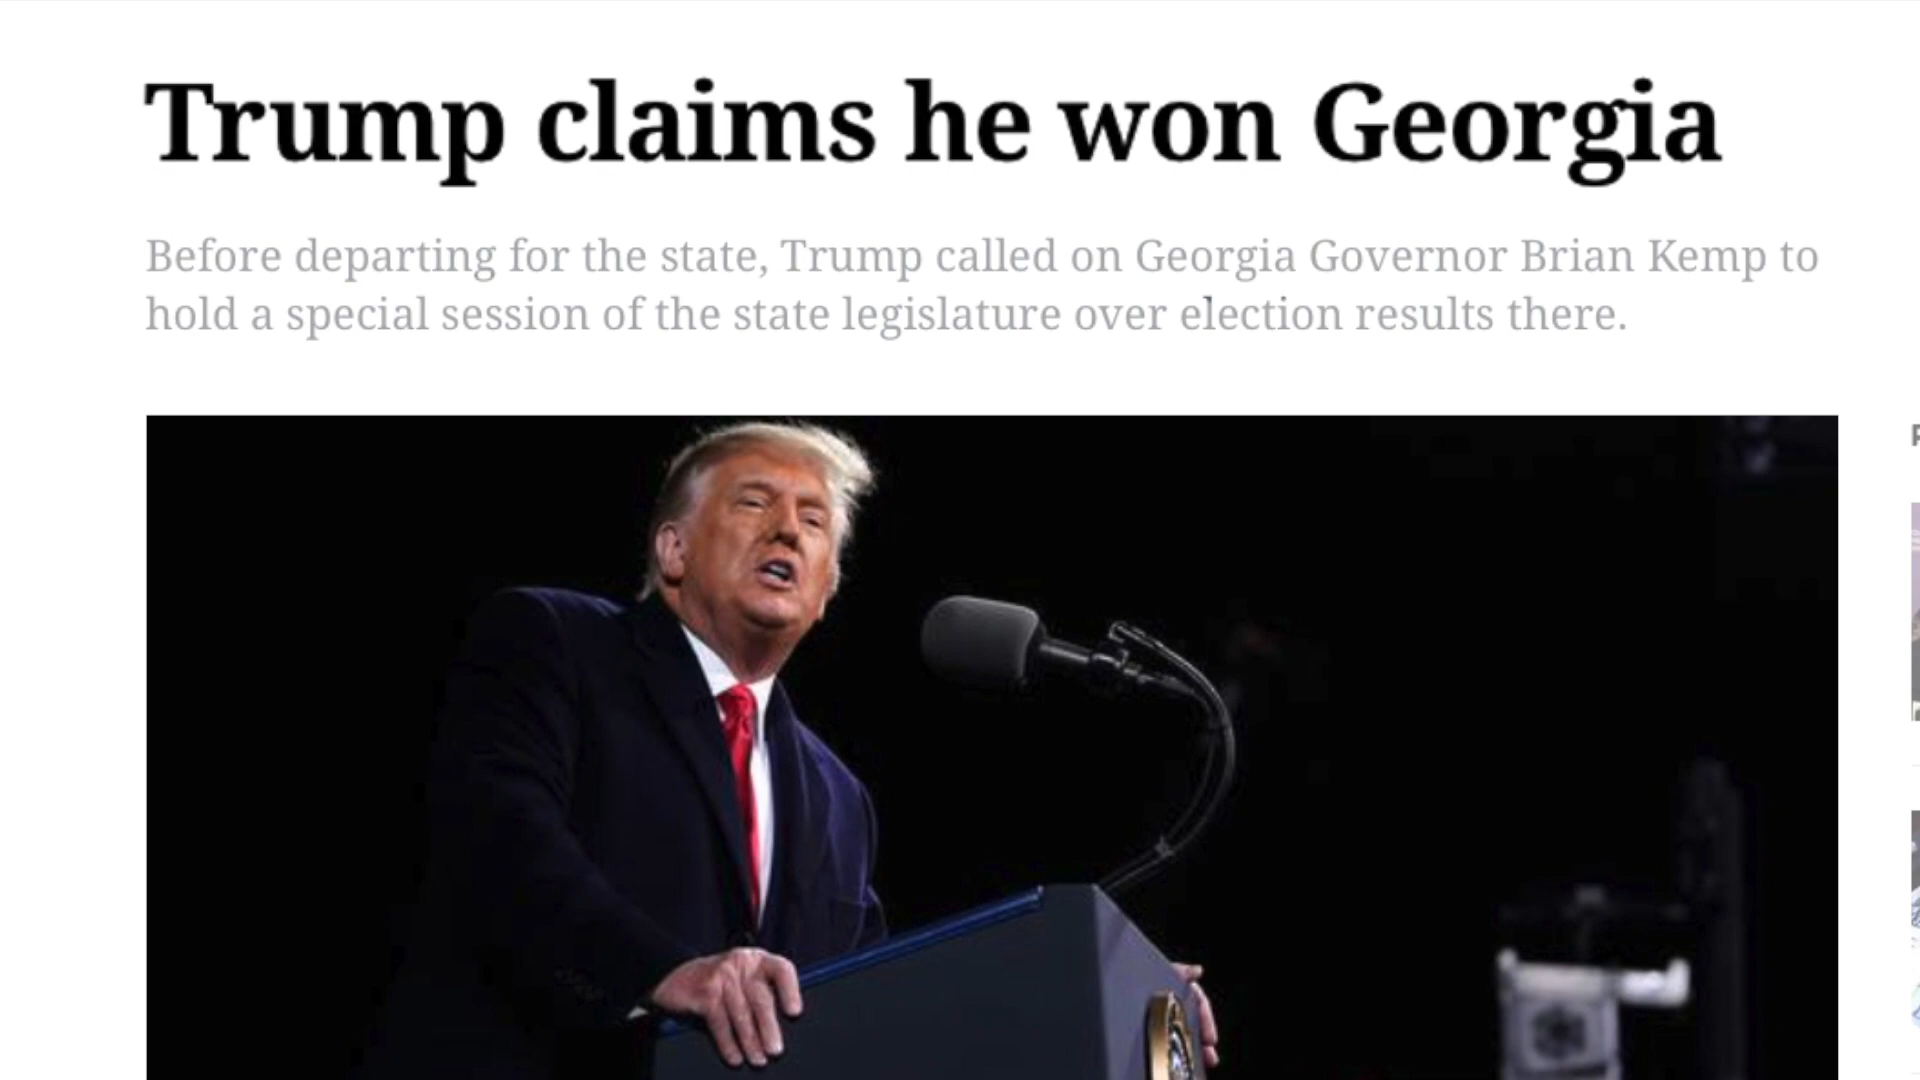 Trump claims he won Georgia
Before departing for the state, Trump called on Georgia Governor Brian Kemp to
hold a special session of the state legislature over election results there.